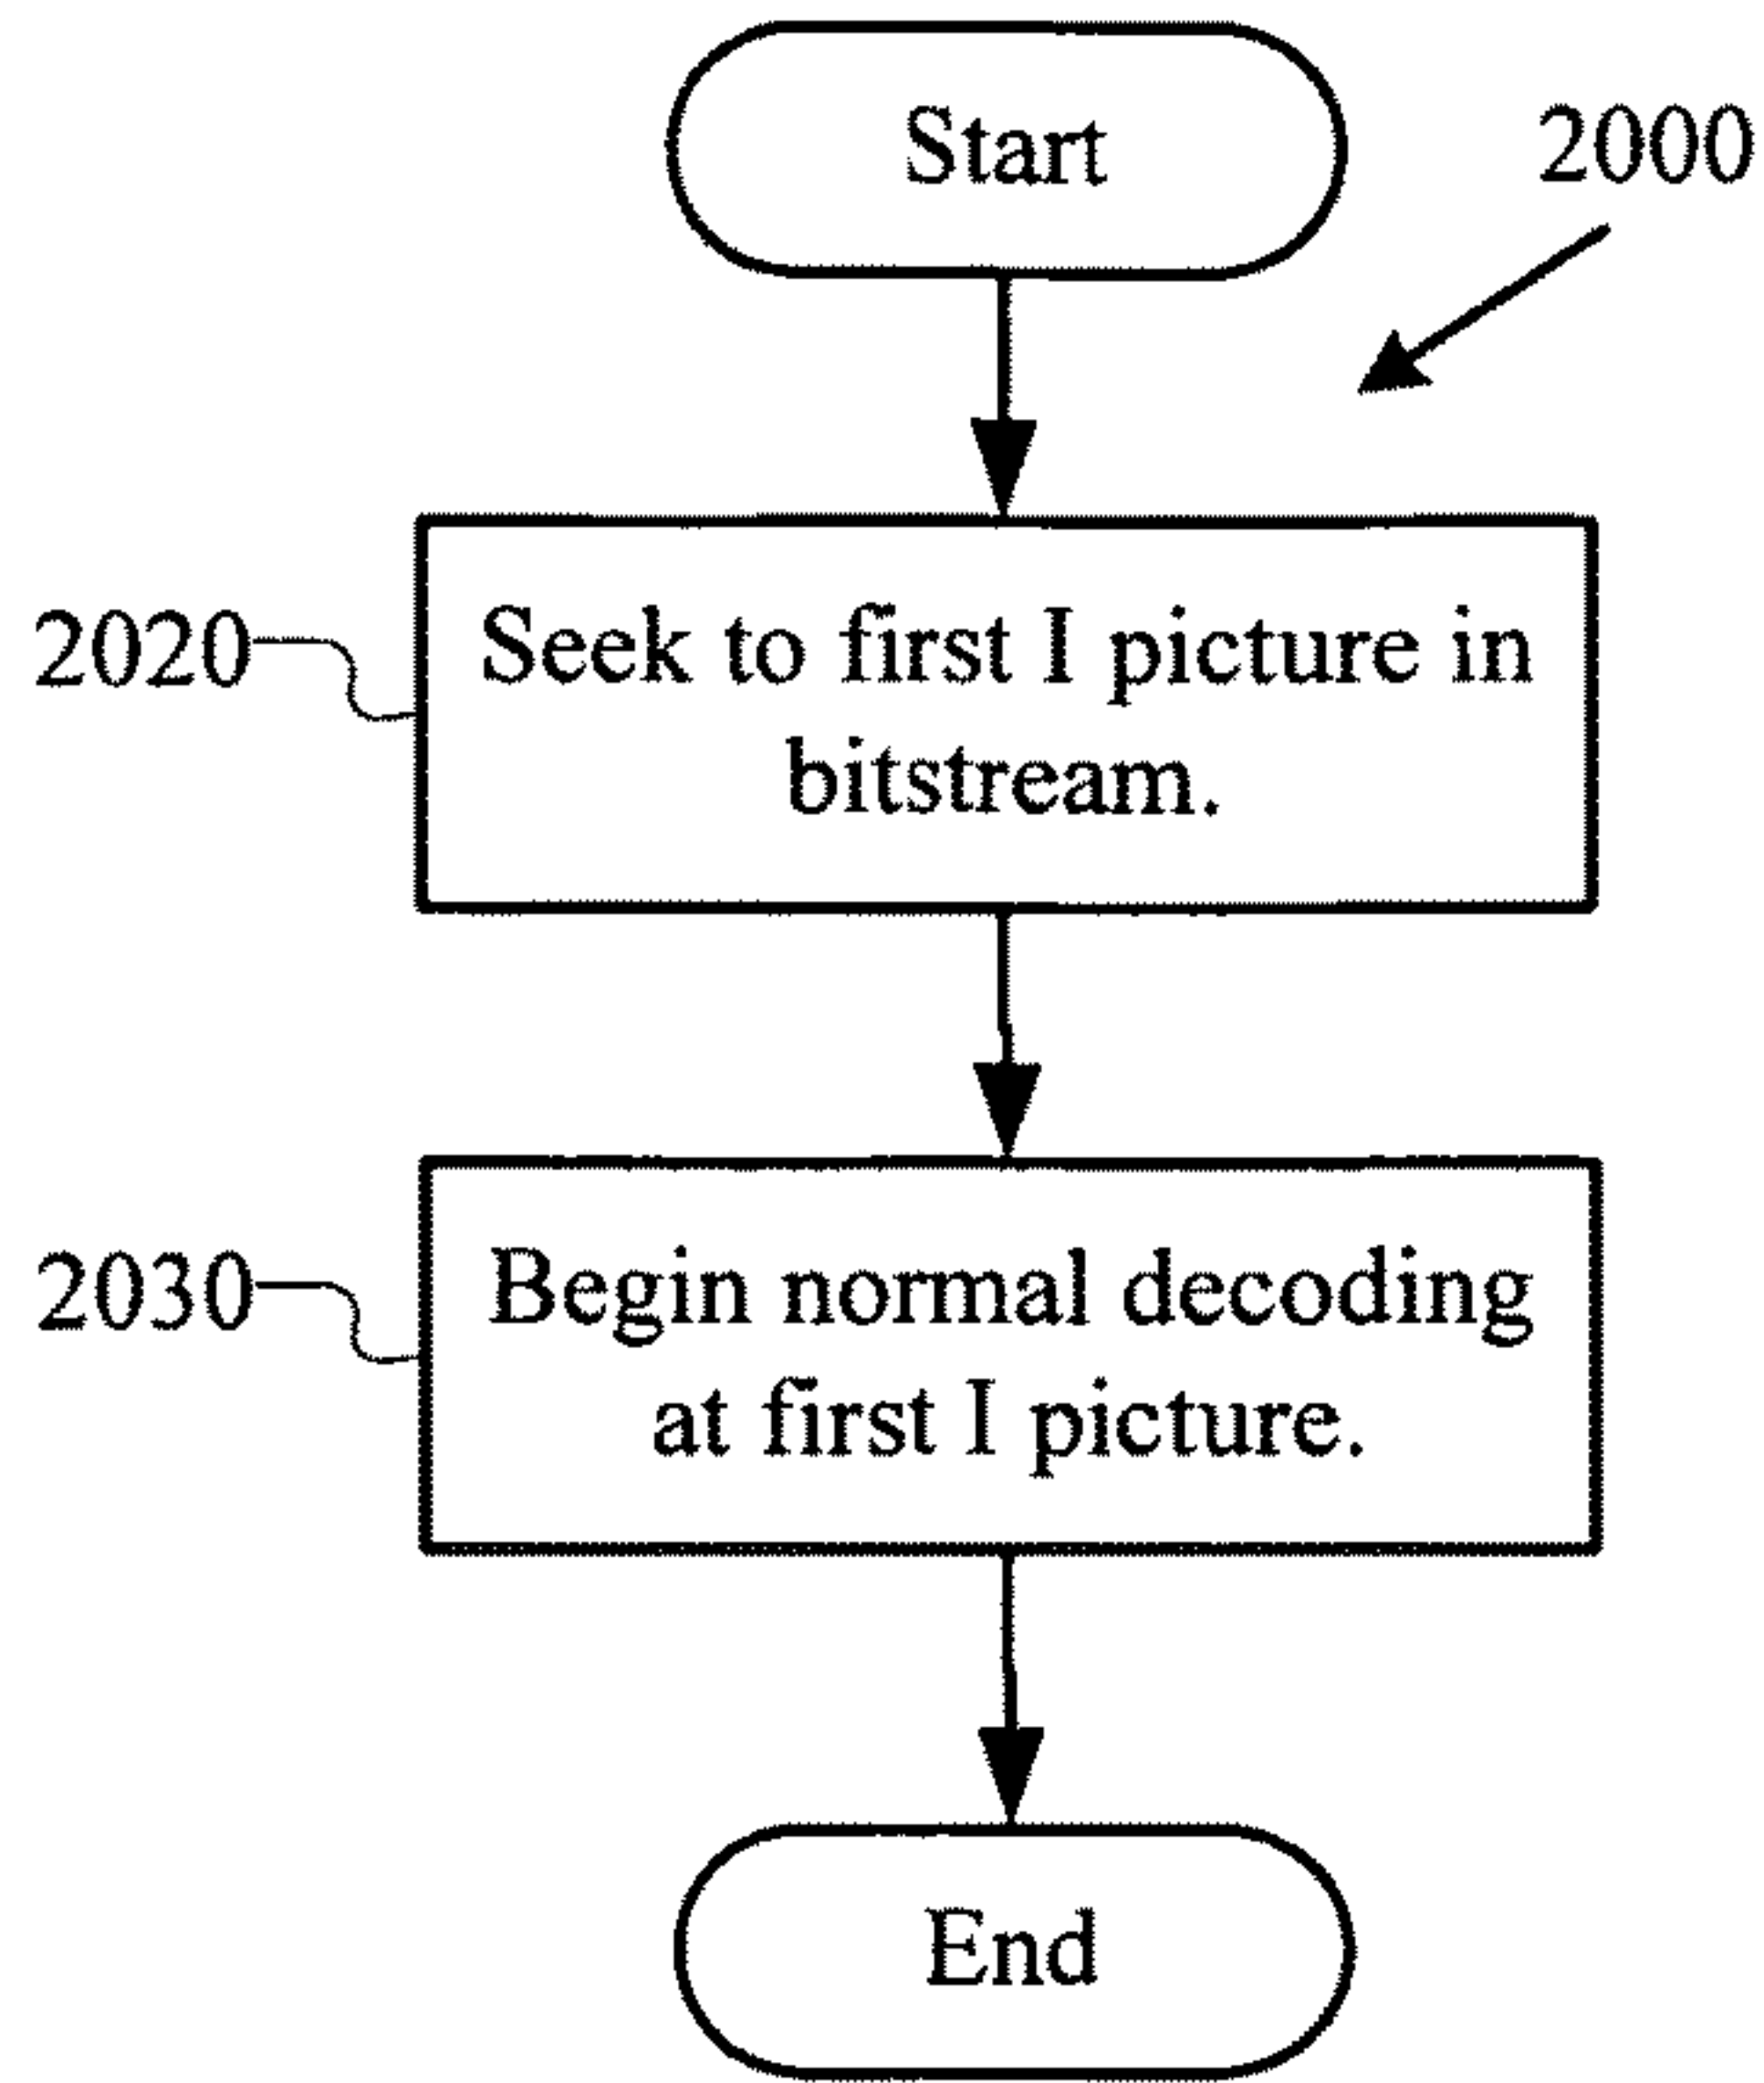 Start
2000
2020
Seek to first I picture in
bitstream.
2030
Begin normal decoding
at first I picture.
End